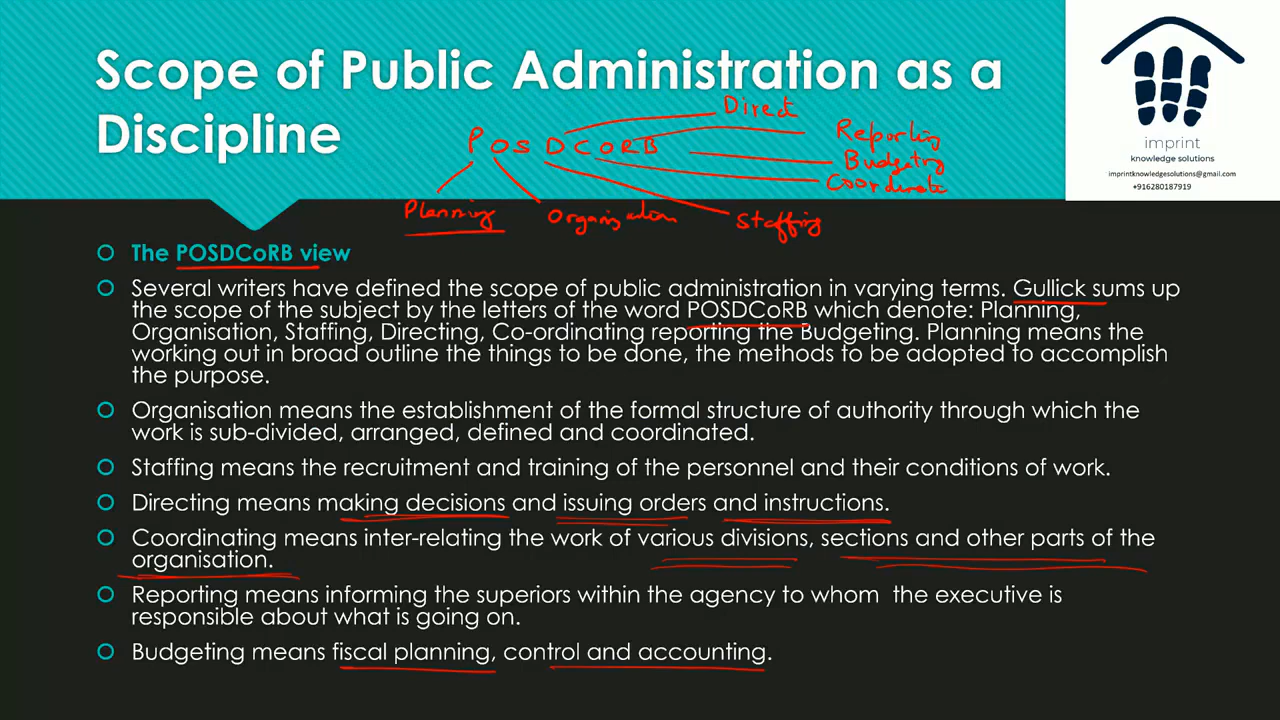 Scope of Public Administration as a
Discipline
imprint
knowledge solutions
imprintknowledgesolutions@gmail.com
+916280187919
Direct
POSDCORB
Reporting
Budgeting
Coordinate
Planning
Organisation
Staffing
The POSDCoRB view
Several writers have defined the scope of public administration in varying terms. Gullick sums up
the scope of the subject by the letters of the word POSDCoRB which denote: Planning,
Organisation, Staffing, Directing, Co-ordinating reporting the Budgeting. Planning means the
working out in broad outline the things to be done, the methods to be adopted to accomplish
the purpose.
Organisation means the establishment of the formal structure of authority through which the
work is sub-divided, arranged, defined and coordinated.
Staffing means the recruitment and training of the personnel and their conditions of work.
Directing means making decisions and issuing orders and instructions.
Coordinating means inter-relating the work of various divisions, sections and other parts of the
organisation.
Reporting means informing the superiors within the agency to whom the executive is
responsible about what is going on.
Budgeting means fiscal planning, control and accounting.